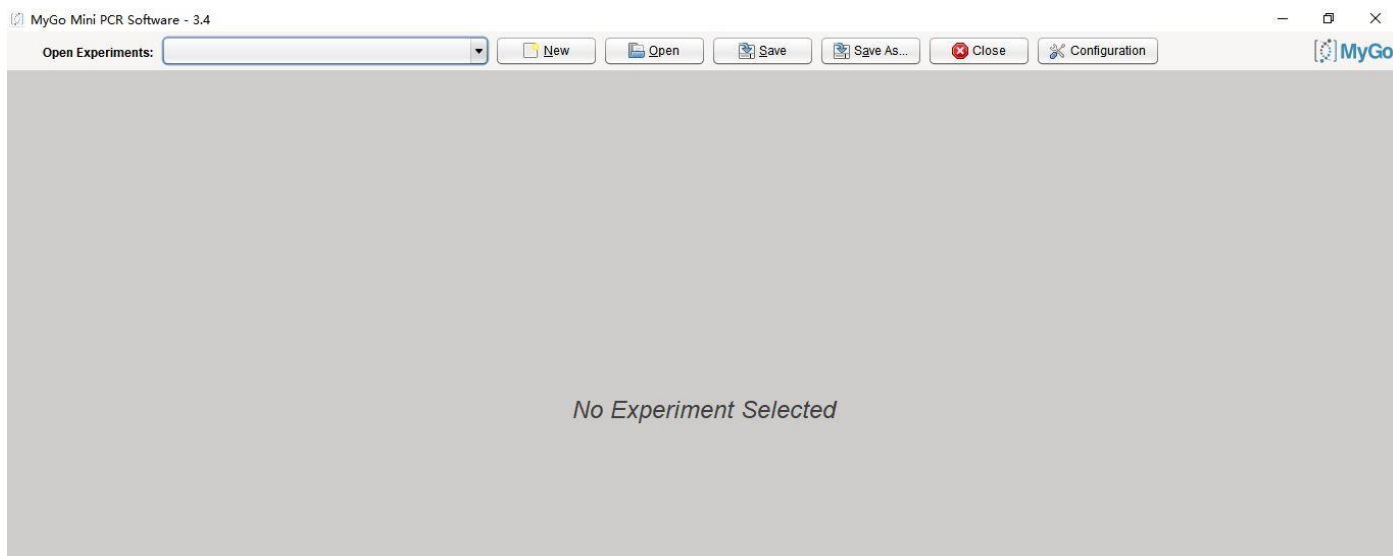 MyGo Mini PCR Software - 3.4
Open Experiments: New Open Save Save As... Close Configuration MyGo
No Experiment Selected